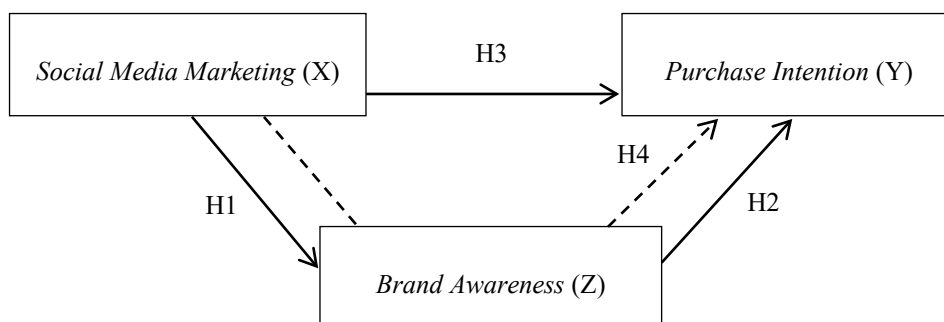 H3
Social Media Marketing (X)
Purchase Intention (Y)
H4
H1
H2
Brand Awareness (Z)